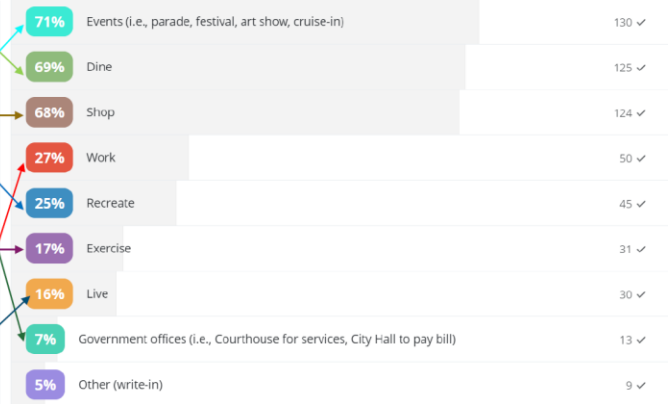 71% Events (i.e., parade, festival, art show, cruise-in) 130 ✓
69% Dine 125 ✓
68% Shop 124 ✓
27% Work 50 ✓
25% Recreate 45 ✓
17% Exercise 31 ✓
16% Live 30 ✓
7% Government offices (i.e., Courthouse for services, City Hall to pay bill) 13 ✓
5% Other (write-in) 9 ✓